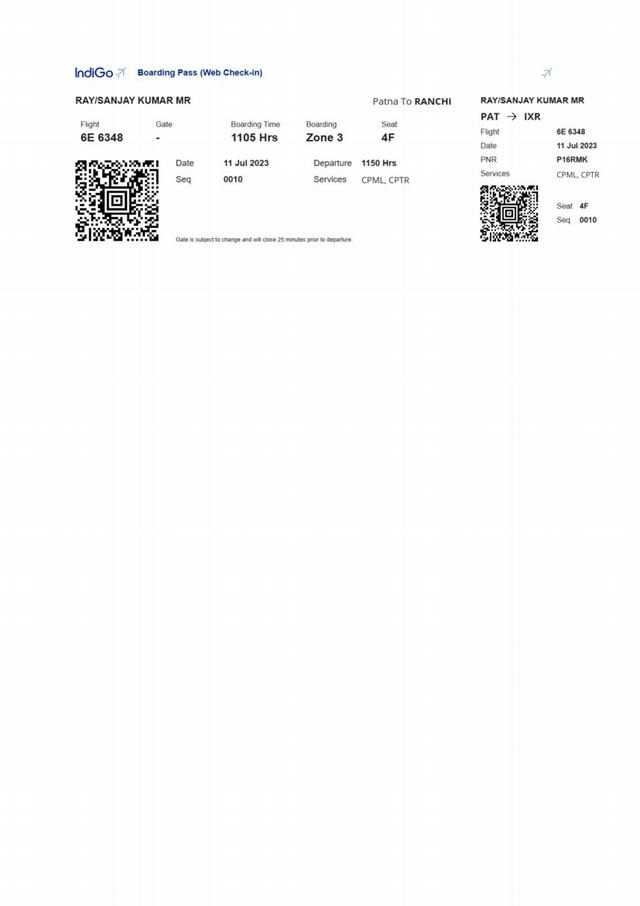 IndiGo Boarding Pass (Web Check-in)
RAY/SANJAY KUMAR MR Patna To RANCHI
Flight Gate Boarding Time Boarding Seat
6E 6348 - 1105 Hrs Zone 3 4F
Date 11 Jul 2023 Departure 1150 Hrs
Seq 0010 Services CPML, CPTR
Gate is subject to change and will close 25 minutes prior to departure.
RAY/SANJAY KUMAR MR
PAT → IXR
Flight 6E 6348
Date 11 Jul 2023
PNR P16RMK
Services CPML, CPTR
Seat 4F
Seq 0010